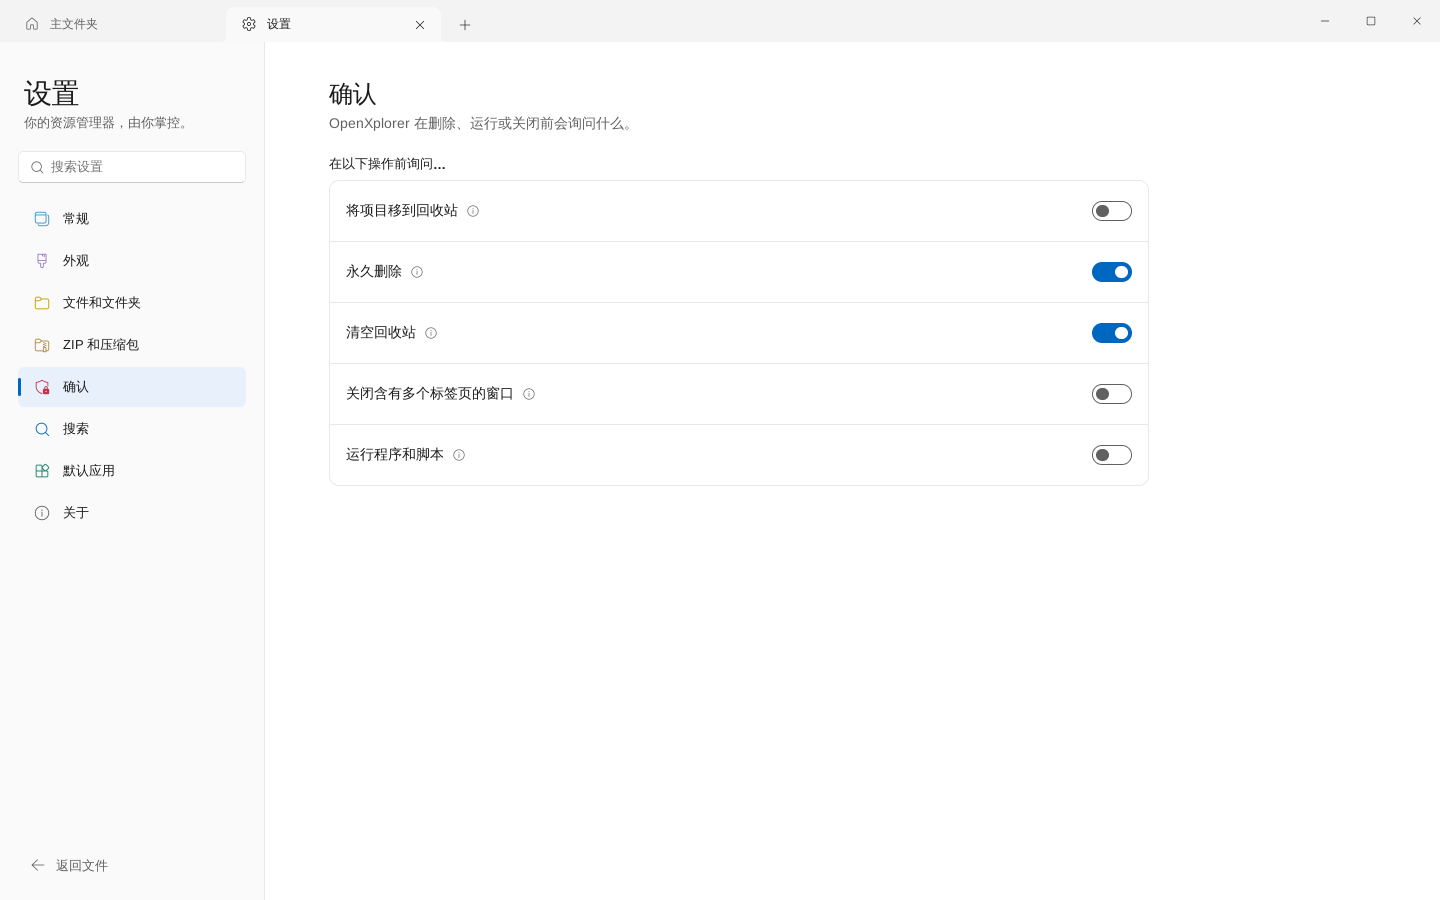 主文件夹
设置
设置
你的资源管理器，由你掌控。
搜索设置
常规
外观
文件和文件夹
ZIP 和压缩包
确认
搜索
默认应用
关于
返回文件
确认
OpenXplorer 在删除、运行或关闭前会询问什么。
在以下操作前询问...
将项目移到回收站
永久删除
清空回收站
关闭含有多个标签页的窗口
运行程序和脚本